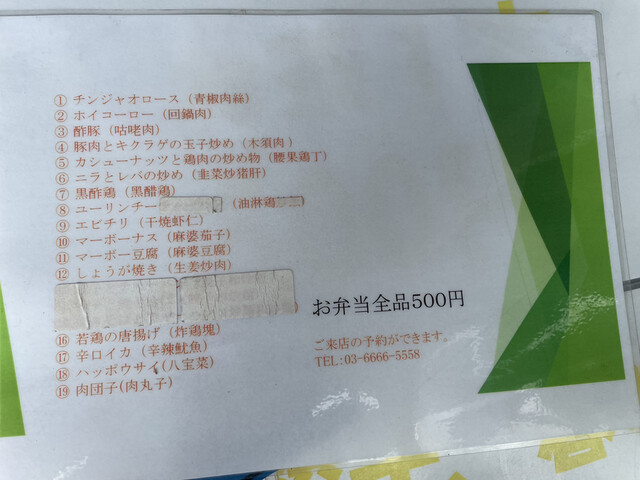 ① チンジャオロース（青椒肉絲）
② ホイコーロー（回鍋肉）
③ 酢豚（咕咾肉）
④ 豚肉とキクラゲの玉子炒め（木須肉）
⑤ カシューナッツと鶏肉の炒め物（腰果鶏丁）
⑥ ニラとレバの炒め（韭菜炒猪肝）
⑦ 黒酢鶏（黒醋鶏）
⑧ ユーリンチー （油淋鶏
⑨ エビチリ（干焼虾仁）
⑩ マーボーナス（麻婆茄子）
⑪ マーボー豆腐（麻婆豆腐）
⑫ しょうが焼き（生姜炒肉）
⑯ 若鶏の唐揚げ（炸鶏塊）
⑰ 辛口イカ（辛辣魷魚）
⑱ ハッポウサイ(八宝菜）
⑲ 肉団子(肉丸子）
お弁当全品500円
ご来店の予約ができます。
TEL:03-6666-5558